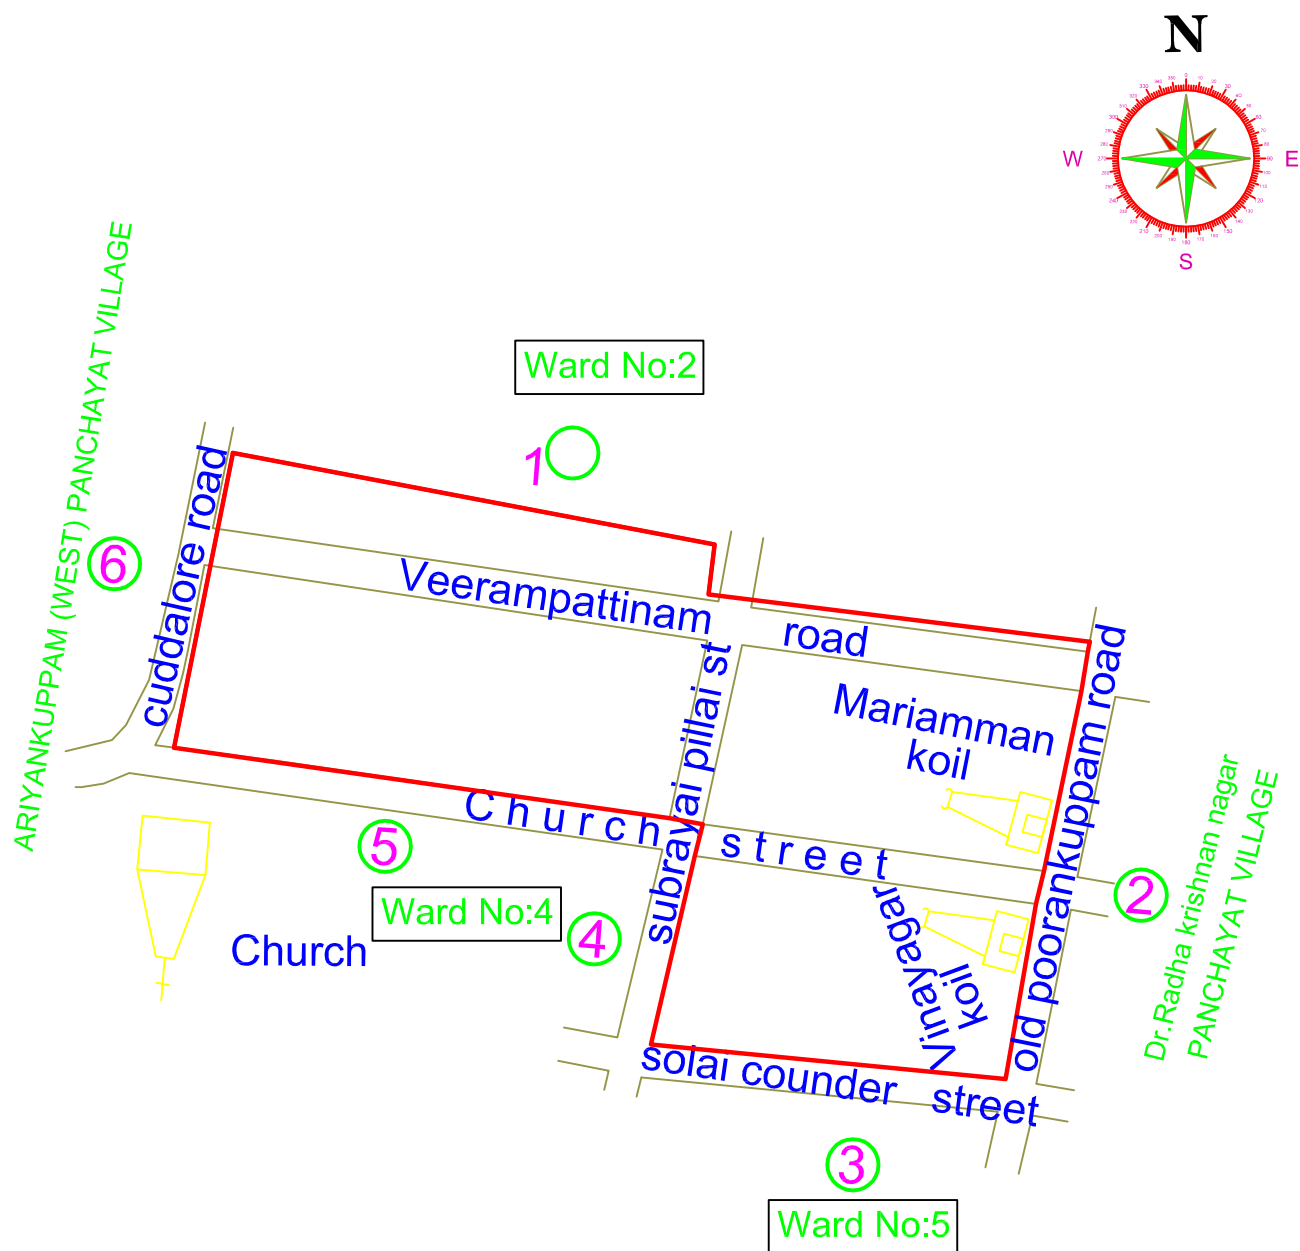 N
W
E
S
ARIYANKUPPAM (WEST) PANCHAYAT VILLAGE
Ward No:2
1
cuddalore road
6
Veerampattinam road
subrayai pillai st
Mariamman
koil
old poorankuppam road
Church street
5
Ward No:4
4
Church
subrayai
2
Dr.Radha krishnan nagar
PANCHAYAT VILLAGE
Vinayagar
koil
solai counder street
3
Ward No:5